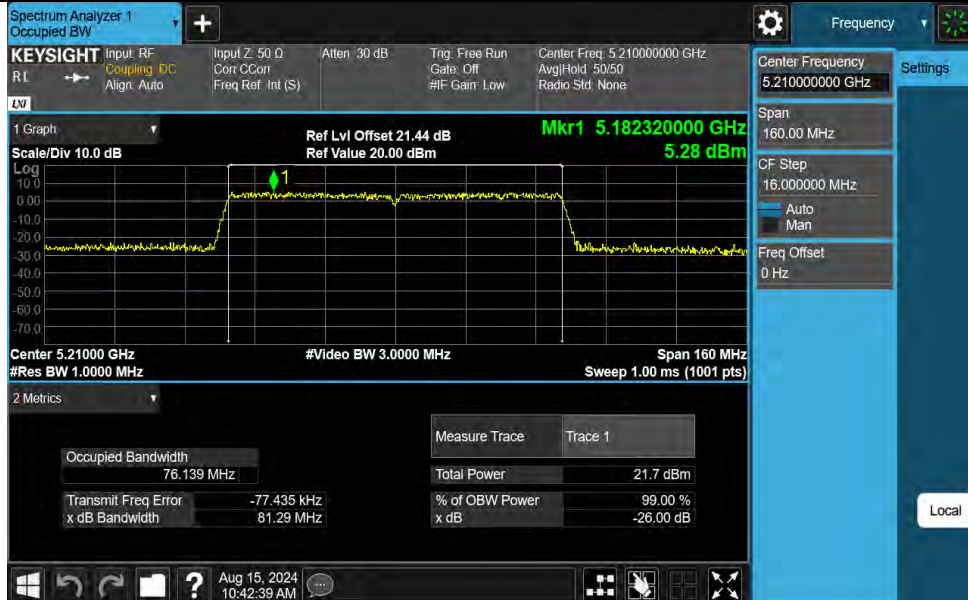 Spectrum Analyzer 1
Occupied BW
+
Frequency
KEYSIGHT
RL
LXI
Input: RF
Coupling: DC
Align: Auto
Input Z: 50 Ω
Corr CCorr
Freq Ref: Int (S)
Atten: 30 dB
Trig: Free Run
Gate: Off
#IF Gain: Low
Center Freq: 5.210000000 GHz
Avg|Hold: 50/50
Radio Std: None
Center Frequency
5.210000000 GHz
Settings
Span
160.00 MHz
CF Step
16.000000 MHz
Auto
Man
Freq Offset
0 Hz
Local
1 Graph
Scale/Div 10.0 dB
Ref Lvl Offset 21.44 dB
Ref Value 20.00 dBm
Mkr1 5.182320000 GHz
5.28 dBm
Log
1
10.0
0.00
-10.0
-20.0
-30.0
-40.0
-50.0
-60.0
-70.0
Center 5.21000 GHz
#Video BW 3.0000 MHz
Span 160 MHz
#Res BW 1.0000 MHz
Sweep 1.00 ms (1001 pts)
2 Metrics
Measure Trace Trace 1
Occupied Bandwidth
76.139 MHz
Total Power 21.7 dBm
Transmit Freq Error -77.435 kHz
% of OBW Power 99.00 %
x dB Bandwidth 81.29 MHz
x dB -26.00 dB
?
Aug 15, 2024
10:42:39 AM